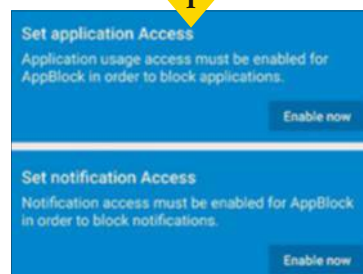 1
Set application Access
Application usage access must be enabled for
AppBlock in order to block applications.
Enable now
Set notification Access
Notification access must be enabled for AppBlock
in order to block notifications.
Enable now